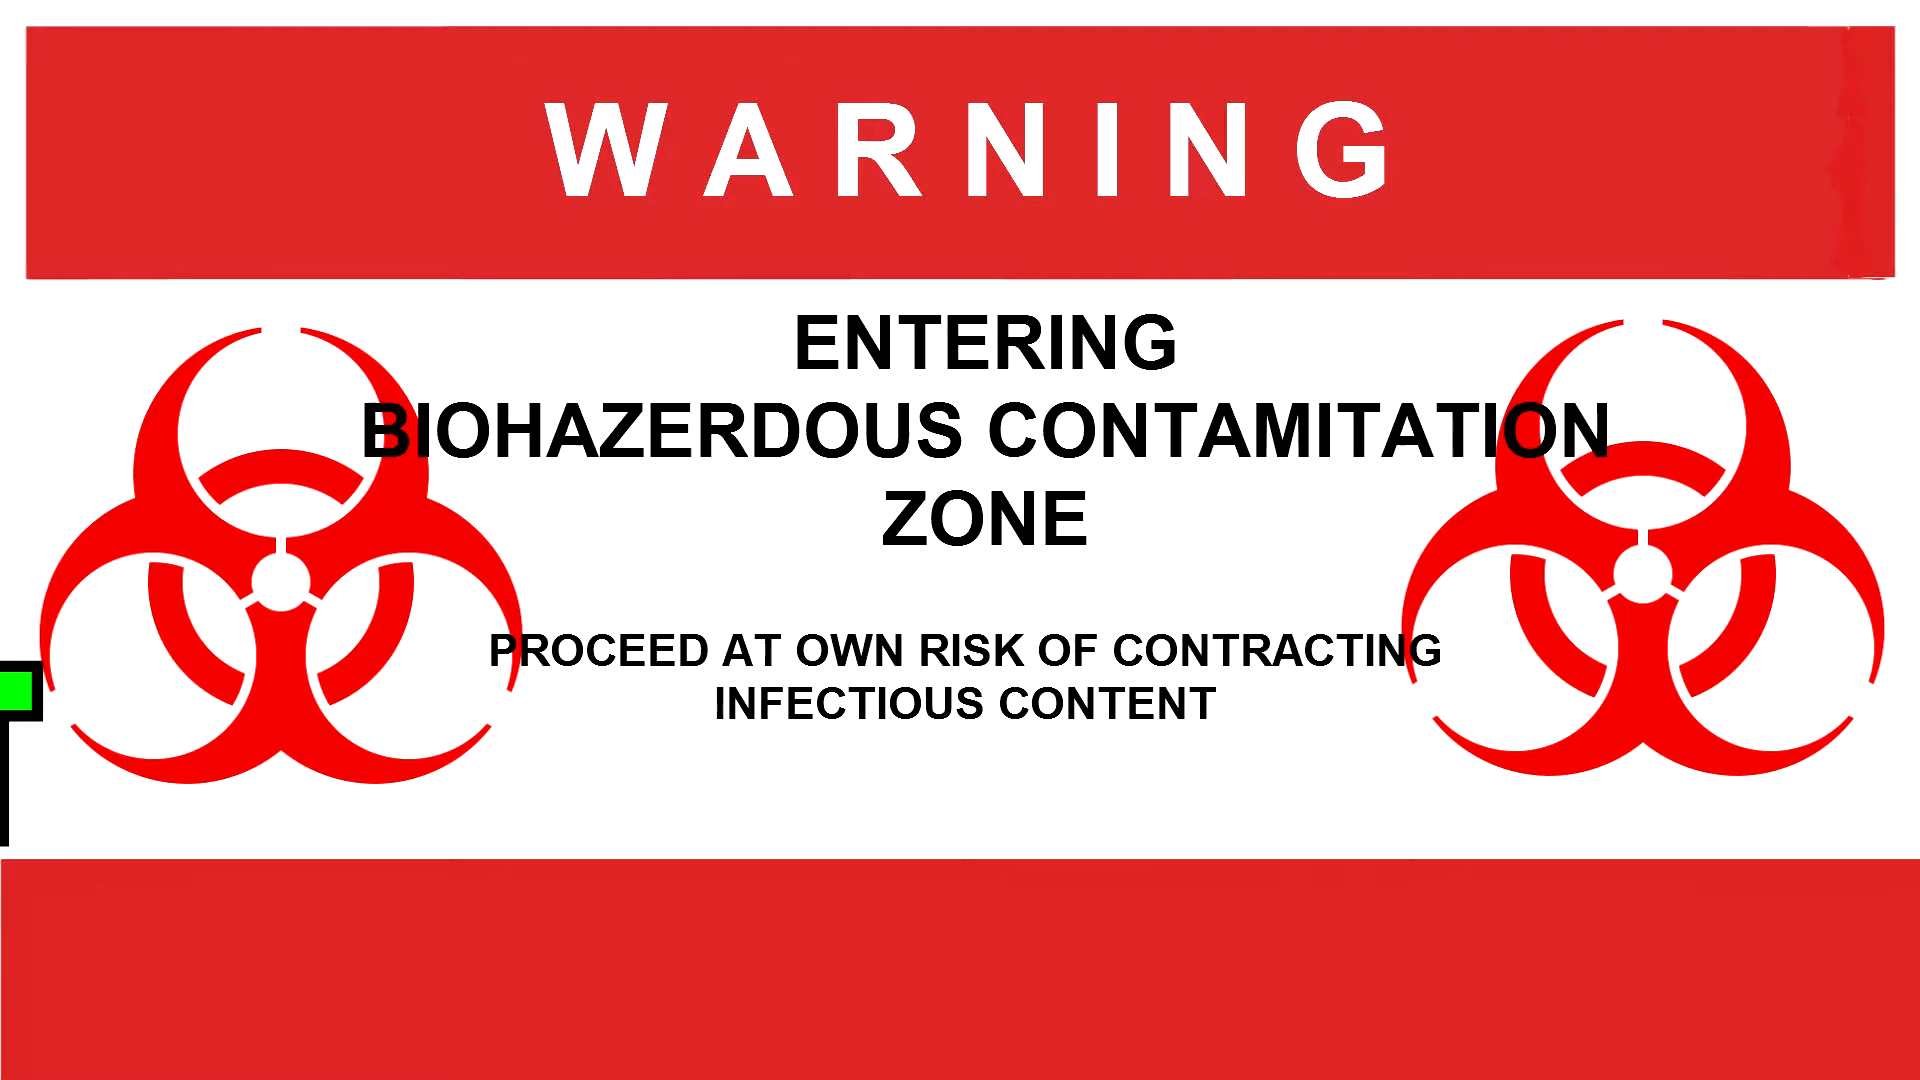 WARNING
ENTERING
BIOHAZERDOUS CONTAMITATION
ZONE
PROCEED AT OWN RISK OF CONTRACTING
INFECTIOUS CONTENT